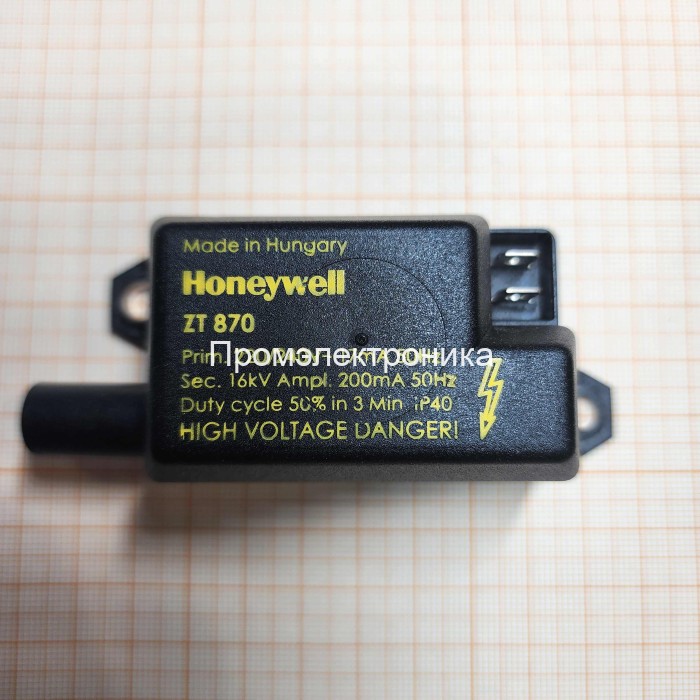 Made in Hungary
Honeywell
ZT 870
Prim.
Промэлектроника
Sec. 16kV Ampl. 200mA 50Hz
Duty cycle 50% in 3 Min IP40
HIGH VOLTAGE DANGER!